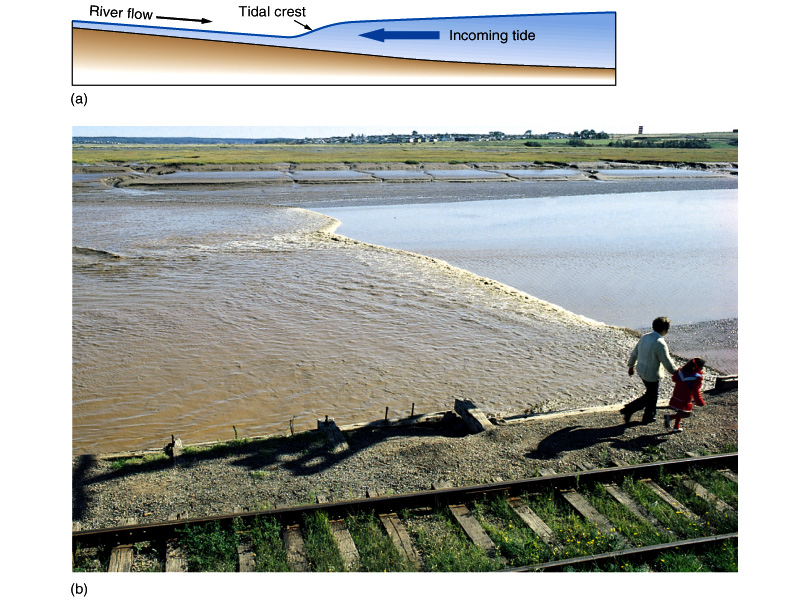 River flow
Tidal crest
Incoming tide
(a)
(b)